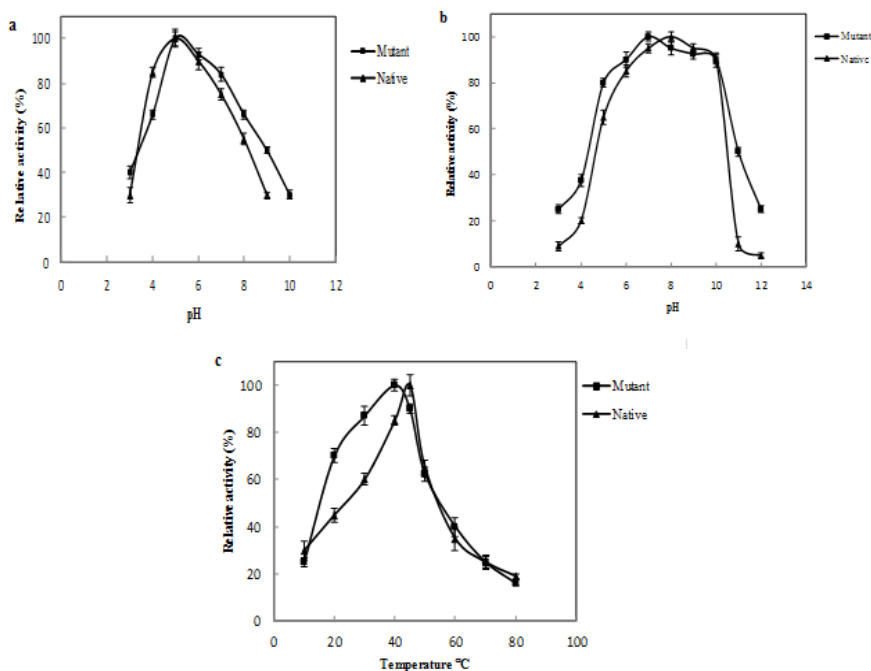 a
Relative activity (%)
100
80
60
40
20
0
0 2 4 6 8 10 12
pH
Mutant
Native
b
Relative activity (%)
100
80
60
40
20
0
0 2 4 6 8 10 12 14
pH
Mutant
Native
c
Relative activity (%)
100
80
60
40
20
0
0 20 40 60 80 100
Temperature °C
Mutant
Native